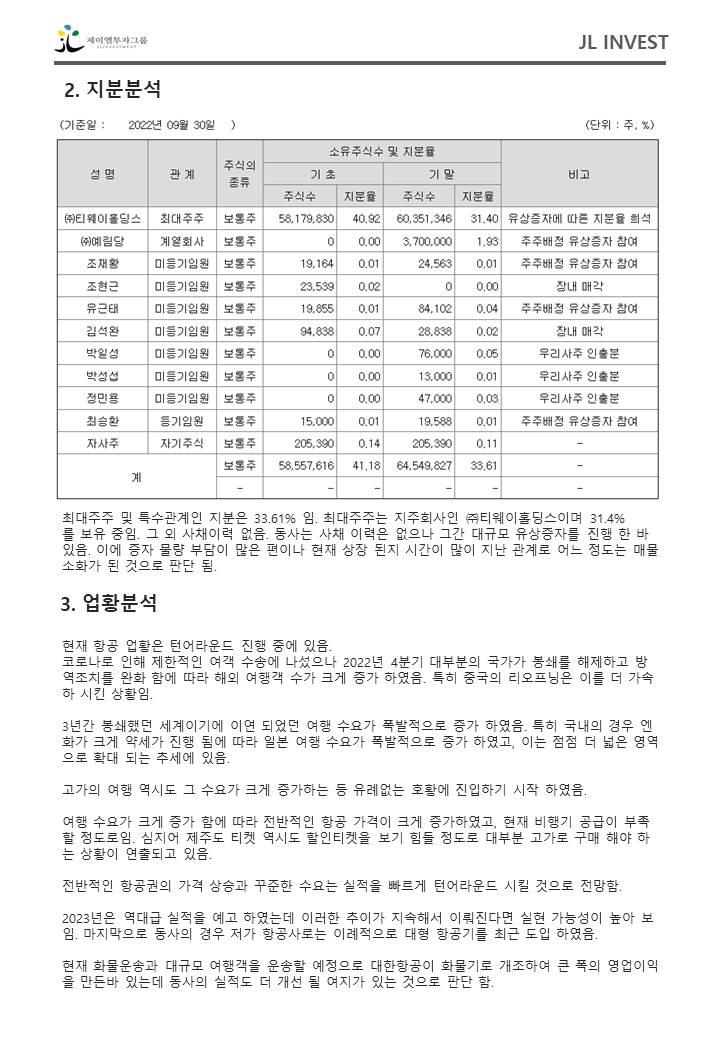 제이엘투자그룹
JLINVESTMENT
JL INVEST
2. 지분분석
(기준일 : 2022년 09월 30일 ) (단위 : 주, %)
성 명 관 계 주식의 종류 소유주식수 및 지분율 비고
기 초 기 말
주식수 지분율 주식수 지분율
㈜티웨이홀딩스 최대주주 보통주 58,179,830 40.92 60,351,346 31.40 유상증자에 따른 지분율 희석
㈜예림당 계열회사 보통주 0 0.00 3,700,000 1.93 주주배정 유상증자 참여
조재황 미등기임원 보통주 19,164 0.01 24,563 0.01 주주배정 유상증자 참여
조현근 미등기임원 보통주 23,539 0.02 0 0.00 장내 매각
유근태 미등기임원 보통주 19,855 0.01 84,102 0.04 주주배정 유상증자 참여
김석완 미등기임원 보통주 94,838 0.07 28,838 0.02 장내 매각
박일성 미등기임원 보통주 0 0.00 76,000 0.05 우리사주 인출분
박성섭 미등기임원 보통주 0 0.00 13,000 0.01 우리사주 인출분
정민용 미등기임원 보통주 0 0.00 47,000 0.03 우리사주 인출분
최승환 등기임원 보통주 15,000 0.01 19,588 0.01 주주배정 유상증자 참여
자사주 자기주식 보통주 205,390 0.14 205,390 0.11 –
계 보통주 58,557,616 41.18 64,549,827 33.61 –
– – – – – –
최대주주 및 특수관계인 지분은 33.61% 임. 최대주주는 지주회사인 ㈜티웨이홀딩스이며 31.4%
를 보유 중임. 그 외 사채이력 없음. 동사는 사채 이력은 없으나 그간 대규모 유상증자를 진행 한 바
있음. 이에 증자 물량 부담이 많은 편이나 현재 상장 된지 시간이 많이 지난 관계로 어느 정도는 매물
소화가 된 것으로 판단 됨.
3. 업황분석
현재 항공 업황은 턴어라운드 진행 중에 있음.
코로나로 인해 제한적인 여객 수송에 나섰으나 2022년 4분기 대부분의 국가가 봉쇄를 해제하고 방
역조치를 완화 함에 따라 해외 여행객 수가 크게 증가 하였음. 특히 중국의 리오프닝은 이를 더 가속
하 시킨 상황임.
3년간 봉쇄했던 세계이기에 이연 되었던 여행 수요가 폭발적으로 증가 하였음. 특히 국내의 경우 엔
화가 크게 약세가 진행 됨에 따라 일본 여행 수요가 폭발적으로 증가 하였고, 이는 점점 더 넓은 영역
으로 확대 되는 추세에 있음.
고가의 여행 역시도 그 수요가 크게 증가하는 등 유례없는 호황에 진입하기 시작 하였음.
여행 수요가 크게 증가 함에 따라 전반적인 항공 가격이 크게 증가하였고, 현재 비행기 공급이 부족
할 정도로임. 심지어 제주도 티켓 역시도 할인티켓을 보기 힘들 정도로 대부분 고가로 구매 해야 하
는 상황이 연출되고 있음.
전반적인 항공권의 가격 상승과 꾸준한 수요는 실적을 빠르게 턴어라운드 시킬 것으로 전망함.
2023년은 역대급 실적을 예고 하였는데 이러한 추이가 지속해서 이뤄진다면 실현 가능성이 높아 보
임. 마지막으로 동사의 경우 저가 항공사로는 이례적으로 대형 항공기를 최근 도입 하였음.
현재 화물운송과 대규모 여행객을 운송할 예정으로 대한항공이 화물기로 개조하여 큰 폭의 영업이익
을 만든바 있는데 동사의 실적도 더 개선 될 여지가 있는 것으로 판단 함.